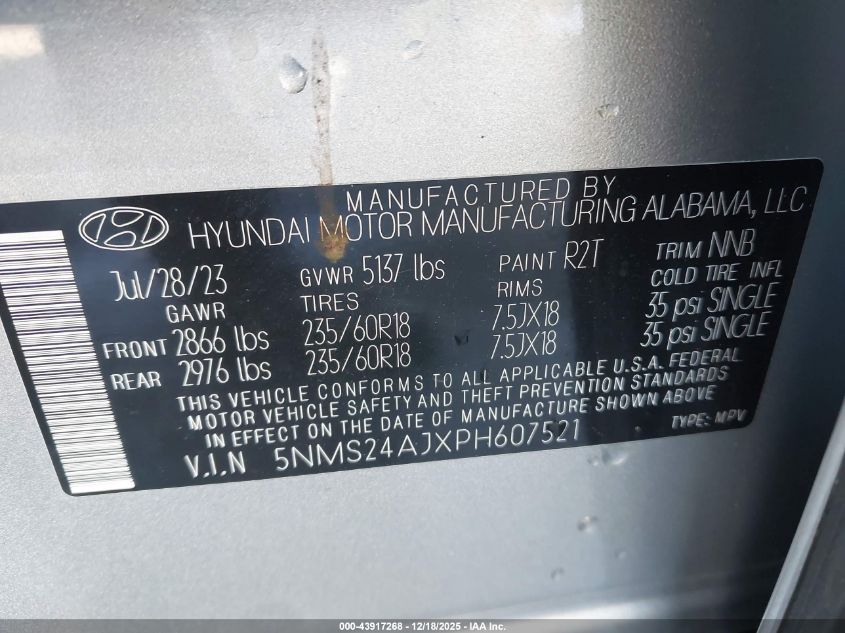 MANUFACTURED BY
HYUNDAI MOTOR MANUFACTURING ALABAMA, LLC
Jul/28/23 GVWR 5137 lbs PAINT R2T TRIM NNB
GAWR TIRES RIMS COLD TIRE INFL
FRONT 2866 lbs 235/60R18 7.5JX18 35 psi SINGLE
REAR 2976 lbs 235/60R18 7.5JX18 35 psi SINGLE
THIS VEHICLE CONFORMS TO ALL APPLICABLE U.S.A. FEDERAL
MOTOR VEHICLE SAFETY AND THEFT PREVENTION STANDARDS
IN EFFECT ON THE DATE OF MANUFACTURE SHOWN ABOVE
V.I.N 5NMS24AJXPH607521 TYPE: MPV
000-43917268 - 12/18/2025 - IAA Inc.